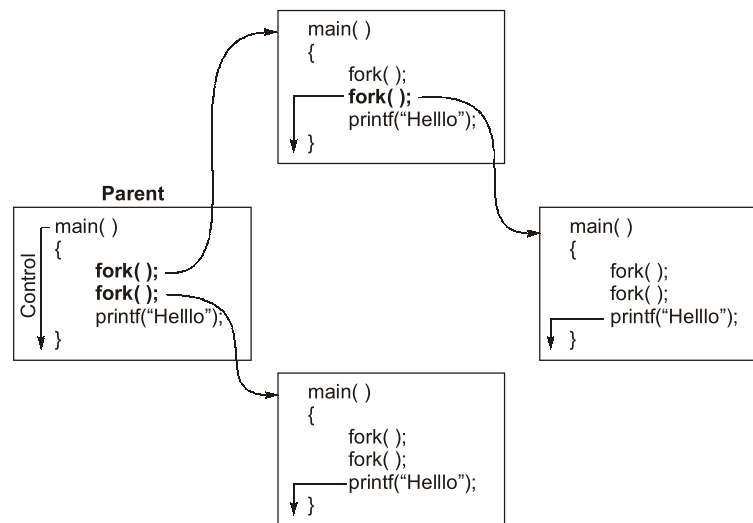 main( )
{
fork( );
fork( );
printf(“Helllo”);
}
Parent
Control
main( )
{
fork( );
fork( );
printf(“Helllo”);
}
main( )
{
fork( );
fork( );
printf(“Helllo”);
}
main( )
{
fork( );
fork( );
printf(“Helllo”);
}